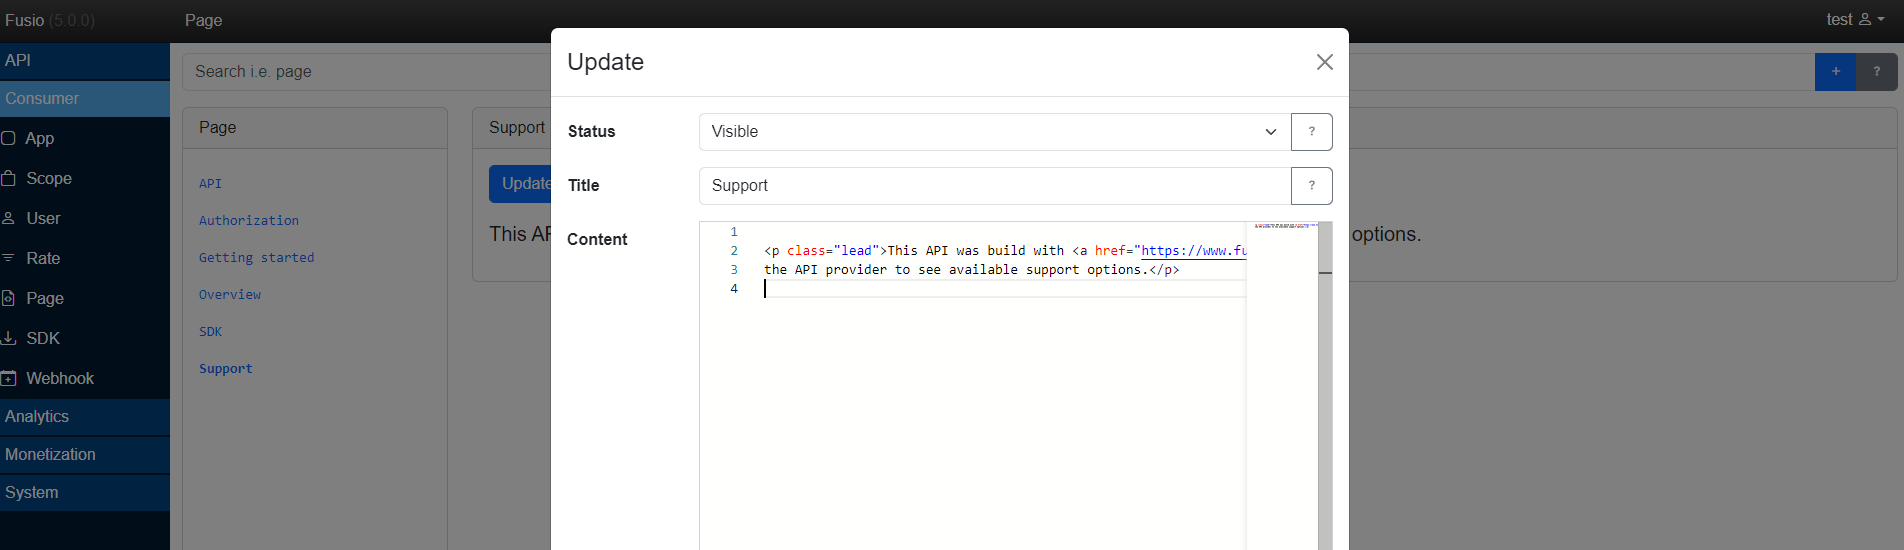 Fusio (5.0.0)
Page
test
API
Consumer
App
Scope
User
Rate
Page
SDK
Webhook
Analytics
Monetization
System
Search i.e. page
+
?
Page
API
Authorization
Getting started
Overview
SDK
Support
Support
Update
This AP
options.
Update
Status
Visible
?
Title
Support
?
Content
1
2 <p class="lead">This API was build with <a href="https://www.fu
3 the API provider to see available support options.</p>
4